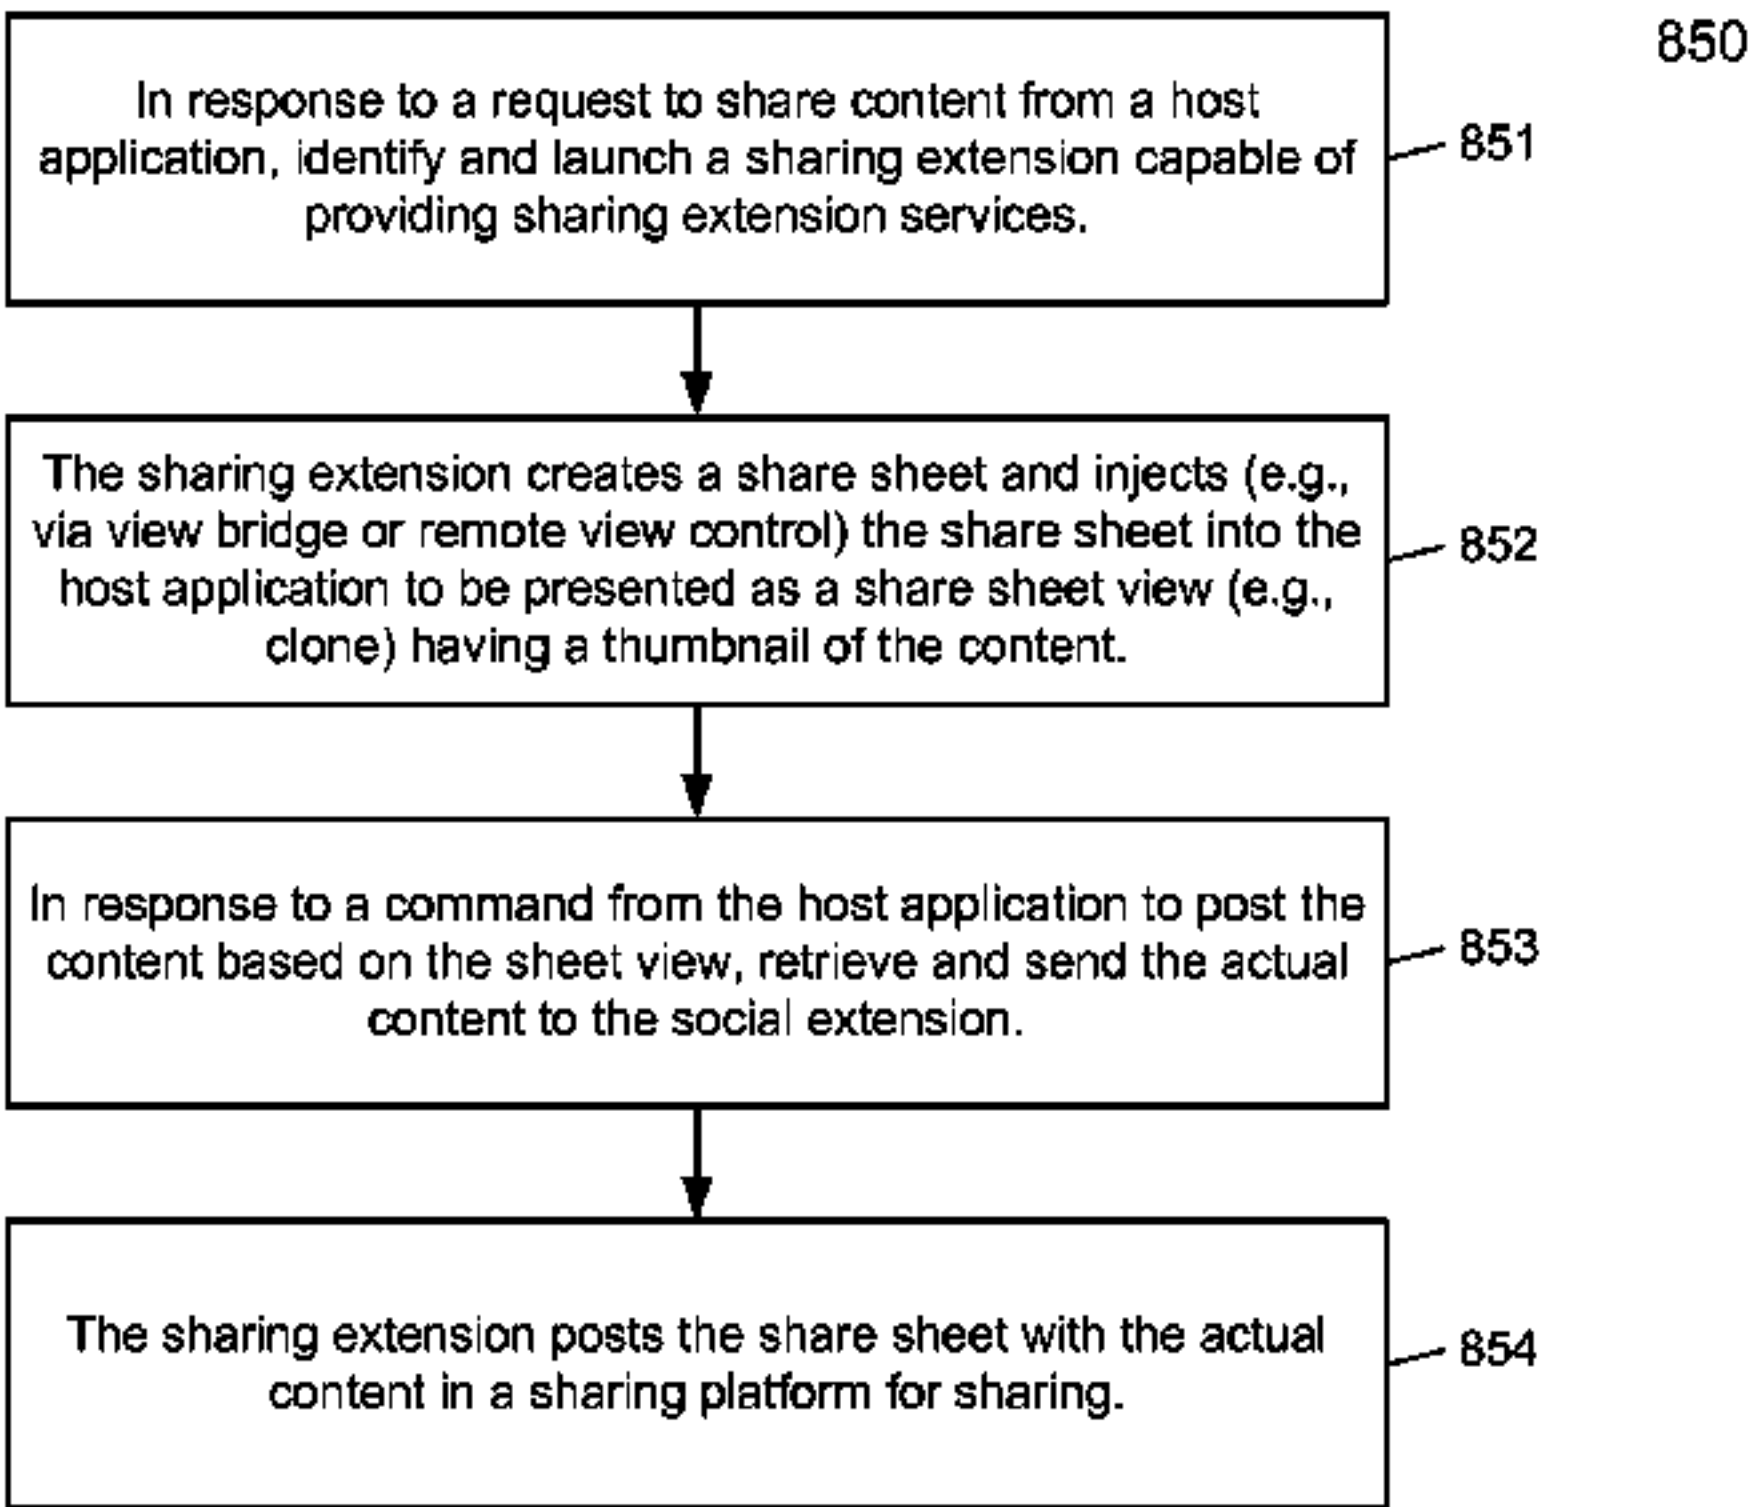 850
In response to a request to share content from a host
application, identify and launch a sharing extension capable of
providing sharing extension services.
851
The sharing extension creates a share sheet and injects (e.g.,
via view bridge or remote view control) the share sheet into the
host application to be presented as a share sheet view (e.g.,
clone) having a thumbnail of the content.
852
In response to a command from the host application to post the
content based on the sheet view, retrieve and send the actual
content to the social extension.
853
The sharing extension posts the share sheet with the actual
content in a sharing platform for sharing.
854